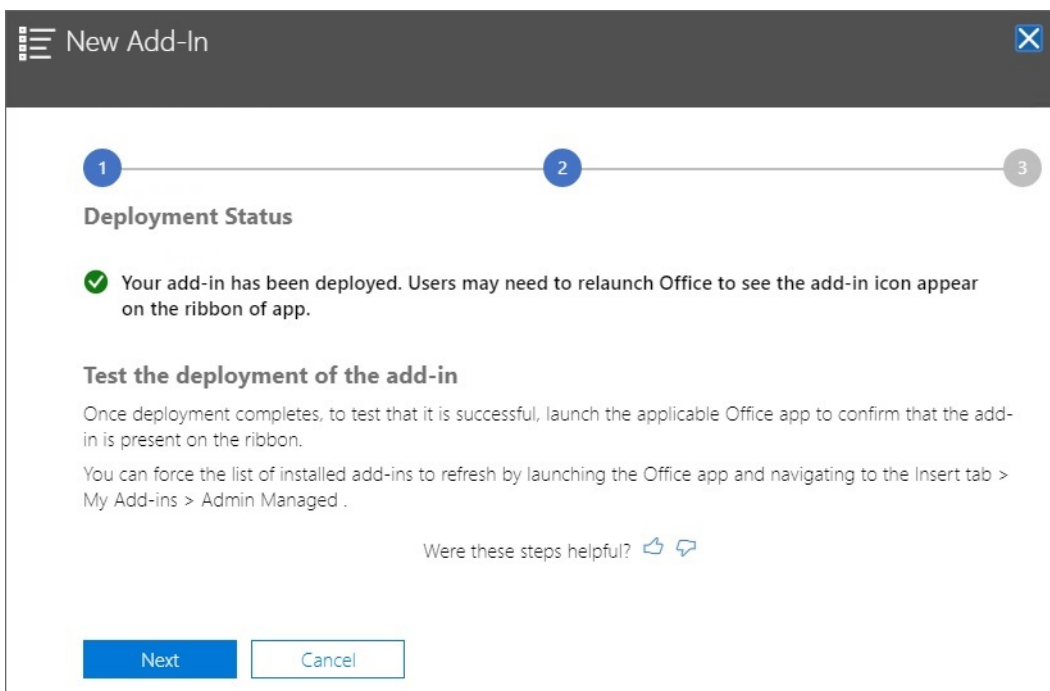 New Add-In
1
2
3
Deployment Status
Your add-in has been deployed. Users may need to relaunch Office to see the add-in icon appear
on the ribbon of app.
Test the deployment of the add-in
Once deployment completes, to test that it is successful, launch the applicable Office app to confirm that the add-
in is present on the ribbon.
You can force the list of installed add-ins to refresh by launching the Office app and navigating to the Insert tab >
My Add-ins > Admin Managed .
Were these steps helpful?
Next
Cancel